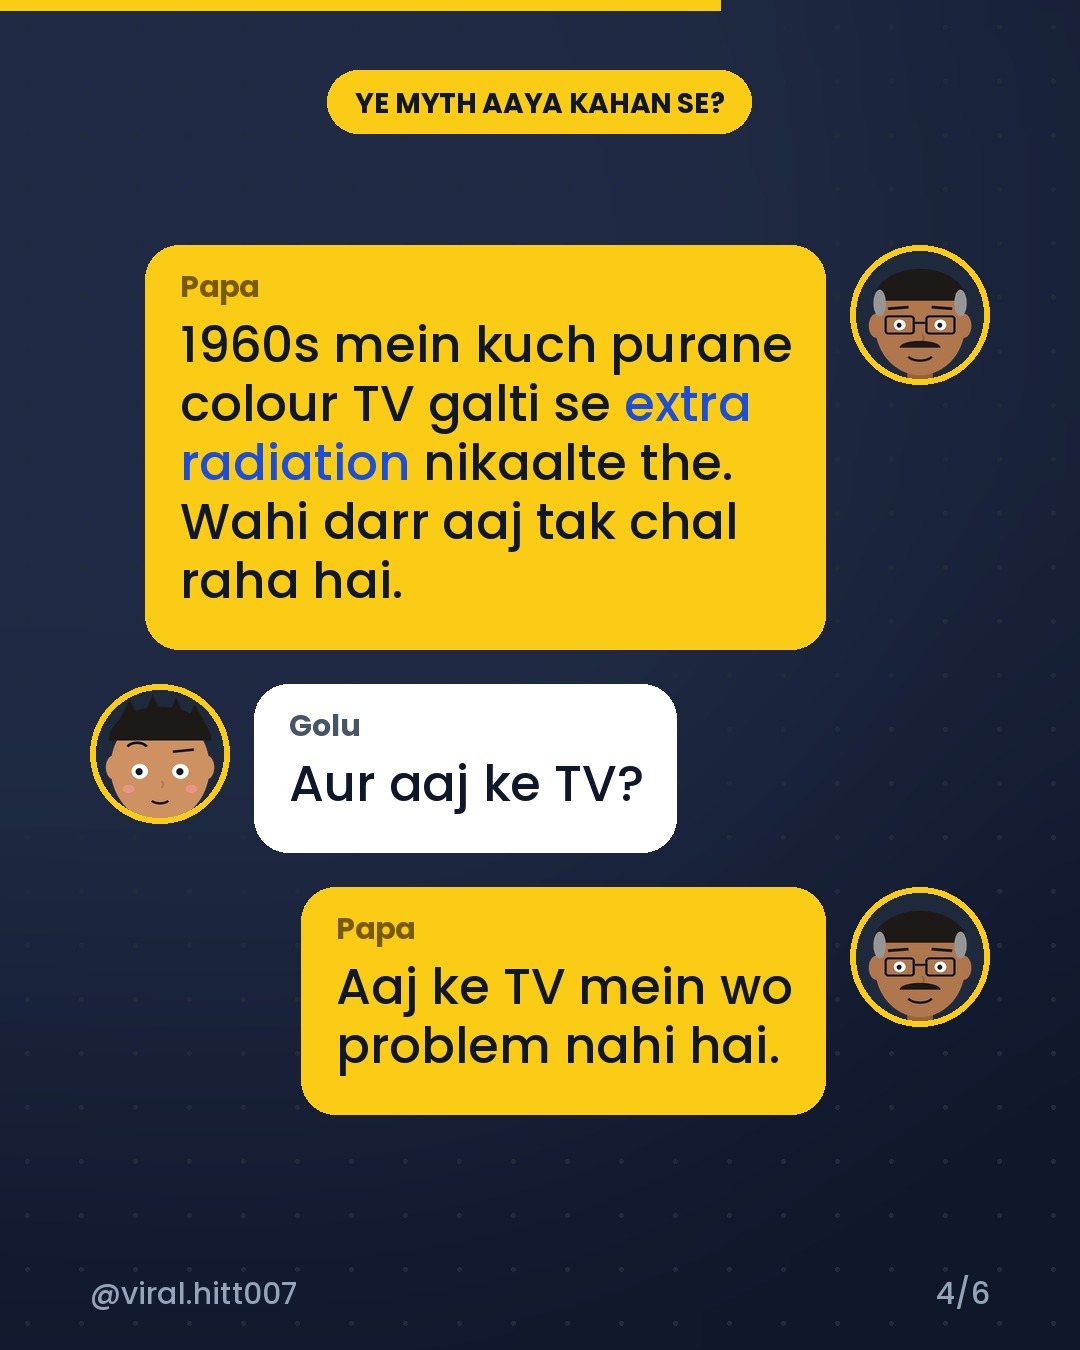 YE MYTH AAYA KAHAN SE?
Papa
1960s mein kuch purane
colour TV galti se extra
radiation nikaalte the.
Wahi darr aaj tak chal
raha hai.
Golu
Aur aaj ke TV?
Papa
Aaj ke TV mein wo
problem nahi hai.
@viral.hitt007
4/6